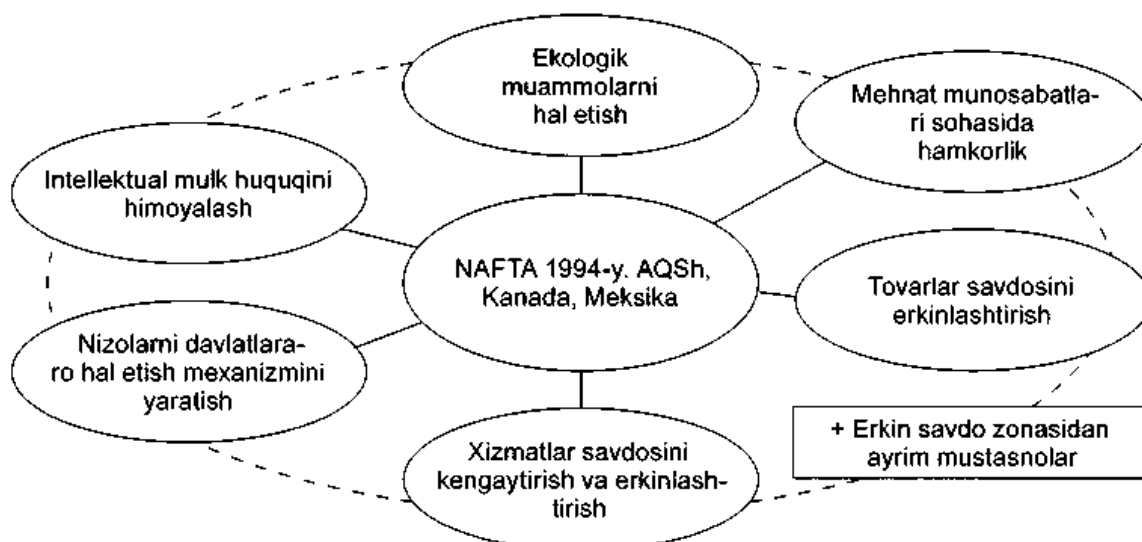 Ekologik
muammolarni
hal etish
Mehnat munosabatla-
ri sohasida
hamkorlik
Intellektual mulk huquqini
himoyalash
NAFTA 1994-y. AQSh,
Kanada, Meksika
Tovarlar savdosini
erkinlashtirish
Nizolarni davlatlara-
ro hal etish mexanizmini
yaratish
Xizmatlar savdosini
kengaytirish va erkinlash-
tirish
+ Erkin savdo zonasidan
ayrim mustasnolar